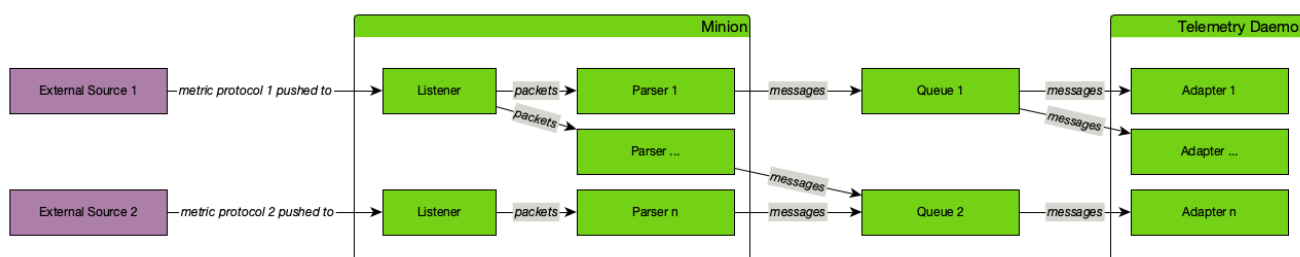 Minion
Telemetry Daemo
External Source 1
metric protocol 1 pushed to
Listener
packets
Parser 1
messages
Queue 1
messages
Adapter 1
packets
messages
Parser ...
Adapter ...
messages
External Source 2
metric protocol 2 pushed to
Listener
packets
Parser n
messages
Queue 2
messages
Adapter n